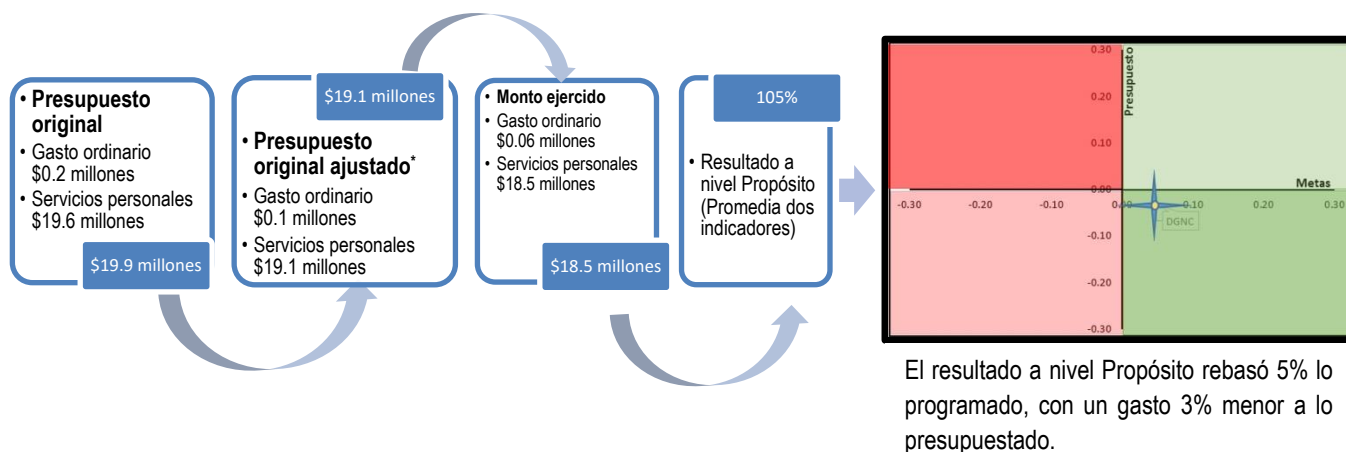 • Presupuesto
original
• Gasto ordinario
$0.2 millones
• Servicios personales
$19.6 millones
$19.9 millones
$19.1 millones
• Presupuesto
original ajustado*
• Gasto ordinario
$0.1 millones
• Servicios personales
$19.1 millones
• Monto ejercido
• Gasto ordinario
$0.06 millones
• Servicios personales
$18.5 millones
$18.5 millones
105%
• Resultado a
nivel Propósito
(Promedia dos
indicadores)
Presupuesto
0.30
0.20
0.10
0.00
Metas
-0.30
-0.20
-0.10
0.00
0.10
0.20
0.30
DGNC
-0.10
-0.20
-0.30
El resultado a nivel Propósito rebasó 5% lo
programado, con un gasto 3% menor a lo
presupuestado.